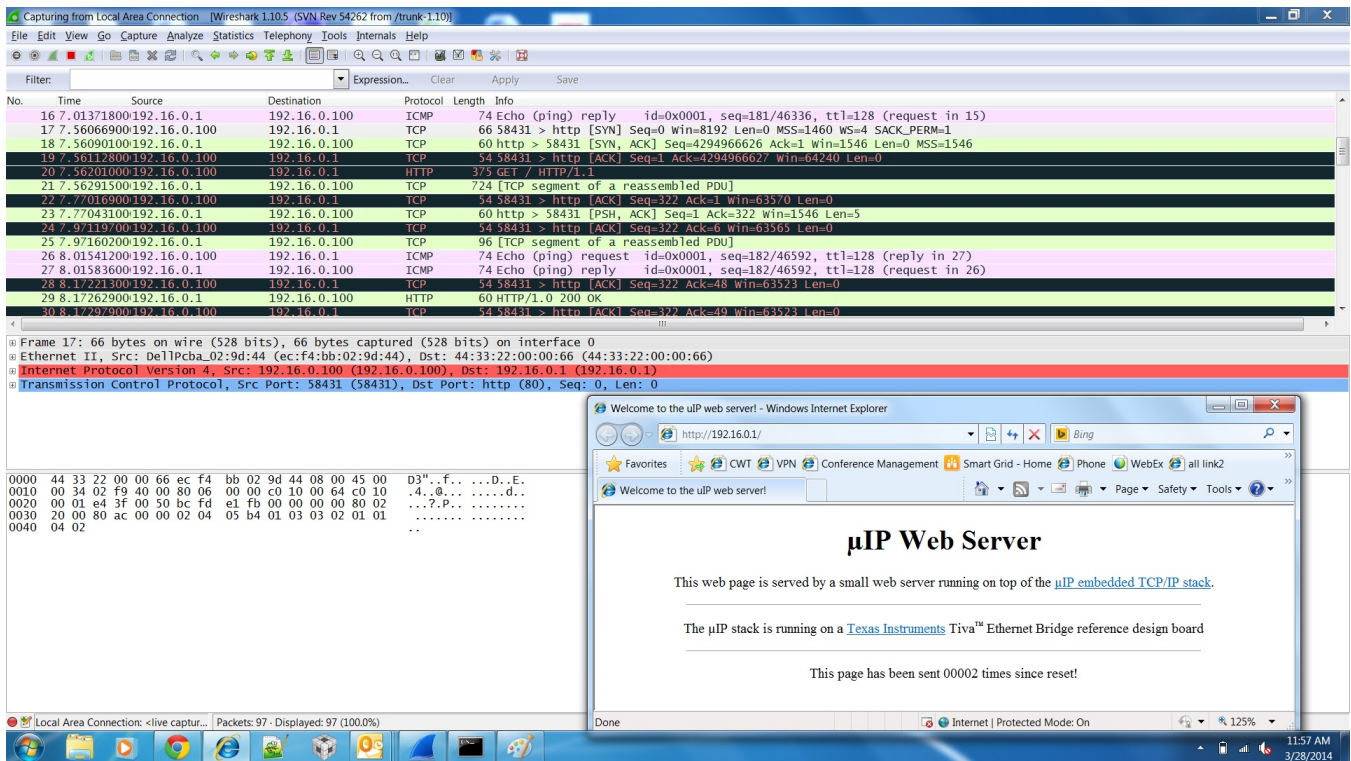 Capturing from Local Area Connection [Wireshark 1.10.5 (SVN Rev 54262 from /trunk-1.10)]
File Edit View Go Capture Analyze Statistics Telephony Tools Internals Help
Filter: Expression... Clear Apply Save
No. Time Source Destination Protocol Length Info
16 7.01371800 192.16.0.1 192.16.0.100 ICMP 74 Echo (ping) reply id=0x0001, seq=181/46336, ttl=128 (request in 15)
17 7.56066900 192.16.0.100 192.16.0.1 TCP 66 58431 > http [SYN] Seq=0 Win=8192 Len=0 MSS=1460 WS=4 SACK_PERM=1
18 7.56090100 192.16.0.1 192.16.0.100 TCP 60 http > 58431 [SYN, ACK] Seq=4294966626 Ack=1 Win=1546 Len=0 MSS=1546
19 7.56112800 192.16.0.100 192.16.0.1 TCP 54 58431 > http [ACK] Seq=1 Ack=4294966627 Win=64240 Len=0
20 7.56201000 192.16.0.100 192.16.0.1 HTTP 375 GET / HTTP/1.1
21 7.56291500 192.16.0.1 192.16.0.100 TCP 724 [TCP segment of a reassembled PDU]
22 7.77016900 192.16.0.100 192.16.0.1 TCP 54 58431 > http [ACK] Seq=322 Ack=1 Win=63570 Len=0
23 7.77043100 192.16.0.1 192.16.0.100 TCP 60 http > 58431 [PSH, ACK] Seq=1 Ack=322 Win=1546 Len=5
24 7.97119700 192.16.0.100 192.16.0.1 TCP 54 58431 > http [ACK] Seq=322 Ack=6 Win=63565 Len=0
25 7.97160200 192.16.0.1 192.16.0.100 TCP 96 [TCP segment of a reassembled PDU]
26 8.01541200 192.16.0.100 192.16.0.1 ICMP 74 Echo (ping) request id=0x0001, seq=182/46592, ttl=128 (reply in 27)
27 8.01583600 192.16.0.1 192.16.0.100 ICMP 74 Echo (ping) reply id=0x0001, seq=182/46592, ttl=128 (request in 26)
28 8.17221300 192.16.0.100 192.16.0.1 TCP 54 58431 > http [ACK] Seq=322 Ack=48 Win=63523 Len=0
29 8.17262900 192.16.0.1 192.16.0.100 HTTP 60 HTTP/1.0 200 OK
30 8.17297900 192.16.0.100 192.16.0.1 TCP 54 58431 > http [ACK] Seq=322 Ack=49 Win=63523 Len=0
Frame 17: 66 bytes on wire (528 bits), 66 bytes captured (528 bits) on interface 0
Ethernet II, Src: DellPcba_02:9d:44 (ec:f4:bb:02:9d:44), Dst: 44:33:22:00:00:66 (44:33:22:00:00:66)
Internet Protocol Version 4, Src: 192.16.0.100 (192.16.0.100), Dst: 192.16.0.1 (192.16.0.1)
Transmission Control Protocol, Src Port: 58431 (58431), Dst Port: http (80), Seq: 0, Len: 0
0000 44 33 22 00 00 66 ec f4 bb 02 9d 44 08 00 45 00 D3"..f.. ...D..E.
0010 00 34 02 f9 40 00 80 06 00 00 c0 10 00 64 c0 10 .4..@... .....d..
0020 00 01 e4 3f 00 50 bc fd e1 fb 00 00 00 00 80 02 ...?.P.. ........
0030 20 00 80 ac 00 00 02 04 05 b4 01 03 03 02 01 01 ....... ........
0040 04 02 ..
Welcome to the uIP web server! - Windows Internet Explorer
http://192.16.0.1/ Bing
Favorites CWT VPN Conference Management Smart Grid - Home Phone WebEx all link2
Welcome to the uIP web server! Page Safety Tools
µIP Web Server
This web page is served by a small web server running on top of the µIP embedded TCP/IP stack.
The µIP stack is running on a Texas Instruments Tiva™ Ethernet Bridge reference design board
This page has been sent 00002 times since reset!
Done Internet | Protected Mode: On 125%
Local Area Connection: <live captur... Packets: 97 · Displayed: 97 (100.0%)
11:57 AM
3/28/2014